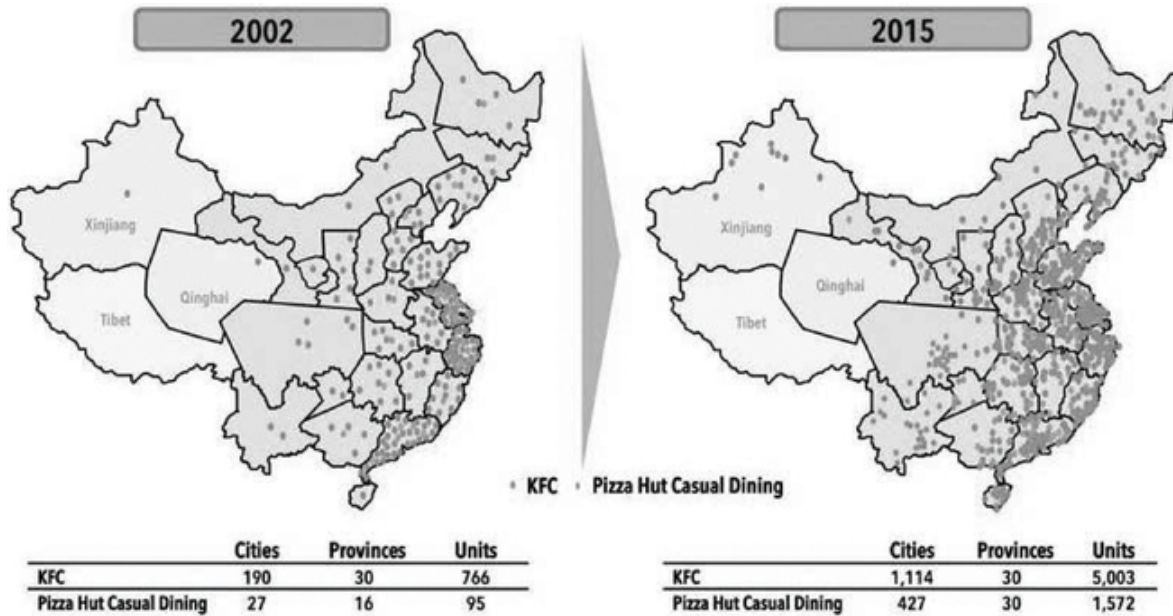 2002
2015
Xinjiang
Qinghai
Tibet
Xinjiang
Qinghai
Tibet
KFC Pizza Hut Casual Dining
Cities Provinces Units
KFC 190 30 766
Pizza Hut Casual Dining 27 16 95
Cities Provinces Units
KFC 1,114 30 5,003
Pizza Hut Casual Dining 427 30 1,572